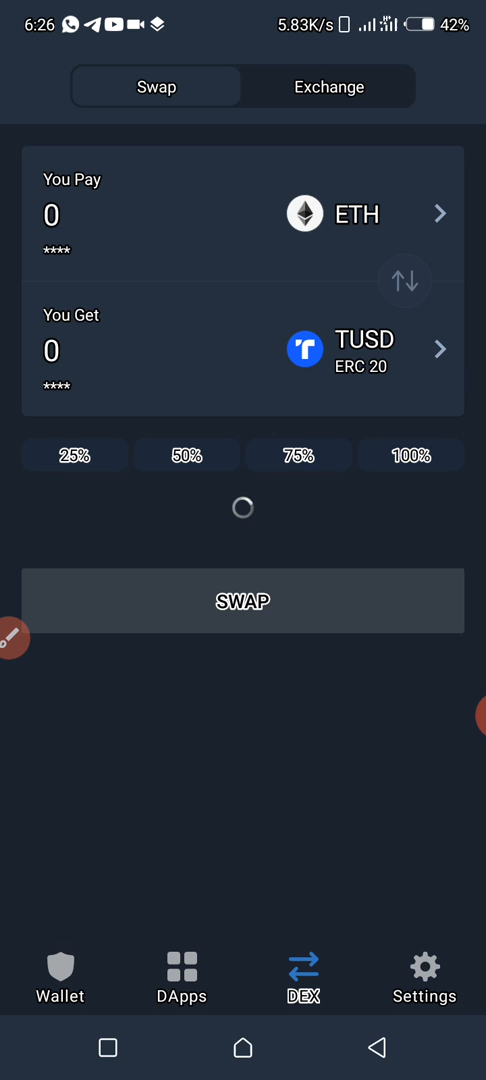 6:26 5.83K/s 42%
Swap Exchange
You Pay
0 ETH
****
You Get
0 TUSD
ERC 20
****
25% 50% 75% 100%
SWAP
Wallet DApps DEX Settings